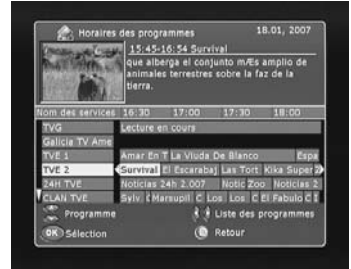 Horaires des programmes 18.01, 2007
15:45-16:54 Survival
que alberga el conjunto mÆs amplio de
animales terrestres sobre la faz de la
tierra.
Nom des services 16:30 17:00 17:30 18:00
TVG Lecture en cours
Galicia TV Ame
TVE 1 Amar En T La Viuda De Blanco Espa
TVE 2 Survival El Escarabaj Las Tort Kika Super
24H TVE Noticias 24h 2.007 Notic Zoo Noticias 2
CLAN TVE Sylv Marsupil C Los Los C El Fabulo C
Programme Liste des programmes
OK Sélection Retour